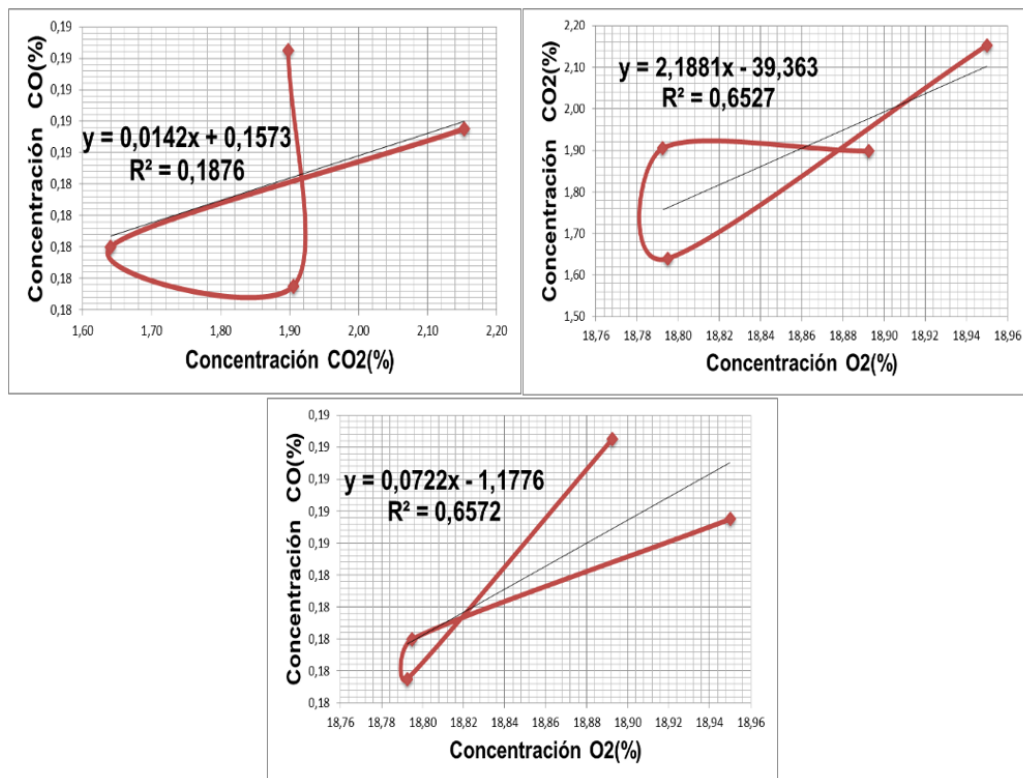 0,19
0,19
0,19
0,19
0,19
0,18
0,18
0,18
0,18
Concentración CO(%)
y = 0,0142x + 0,1573
R² = 0,1876
1,60 1,70 1,80 1,90 2,00 2,10 2,20
Concentración CO2(%)
2,20
2,10
2,00
1,90
1,80
1,70
1,60
1,50
Concentración CO2(%)
y = 2,1881x - 39,363
R² = 0,6527
18,76 18,78 18,80 18,82 18,84 18,86 18,88 18,90 18,92 18,94 18,96
Concentración O2(%)
0,19
0,19
0,19
0,19
0,19
0,18
0,18
0,18
0,18
0,18
Concentración CO(%)
y = 0,0722x - 1,1776
R² = 0,6572
18,76 18,78 18,80 18,82 18,84 18,86 18,88 18,90 18,92 18,94 18,96
Concentración O2(%)